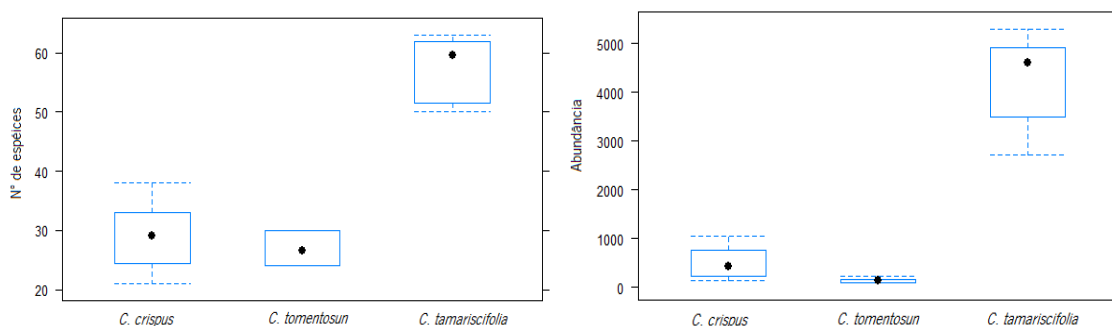 N° de espéices
60
50
40
30
20
C. crispus
C. tomentosun
C. tamariscifolia
Abundância
5000
4000
3000
2000
1000
0
C. crispus
C. tomentosun
C. tamariscifolia